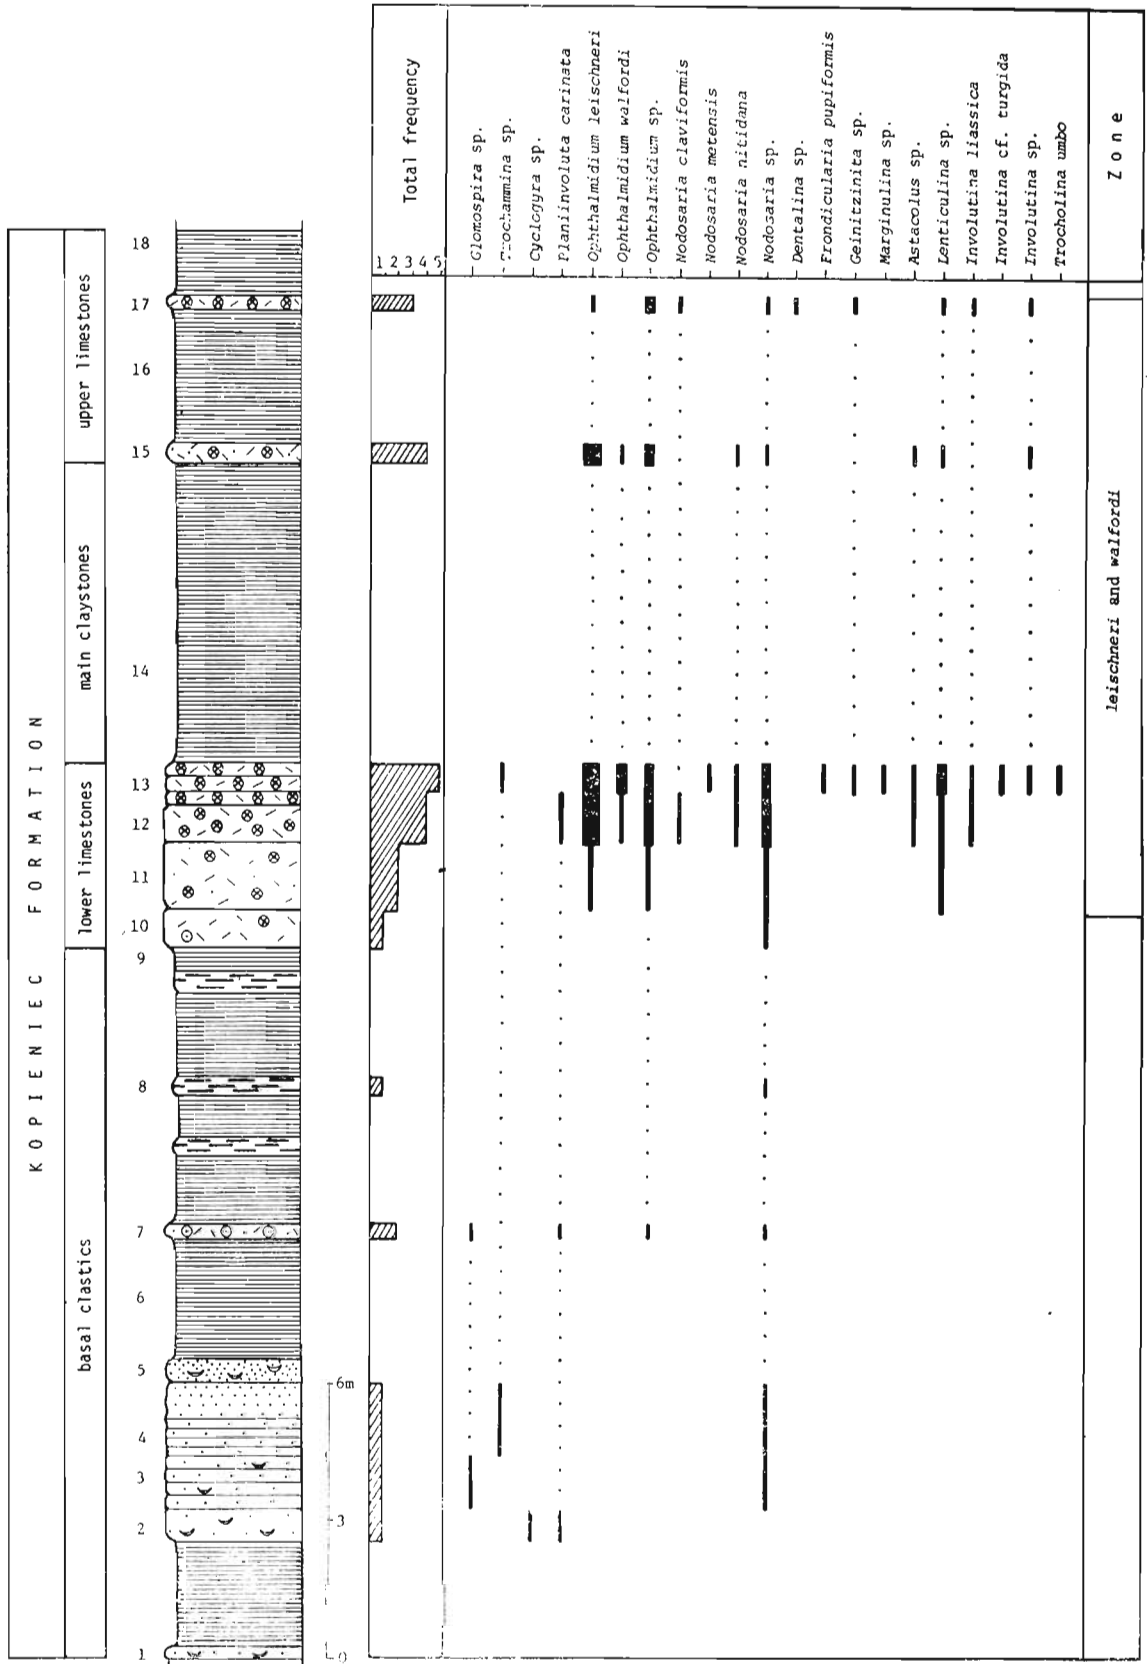 KOPIENIEC FORMATION
upper limestones
main claystones
lower limestones
basal clastics
18
17
16
15
14
13
12
11
10
9
8
7
6
5
4
3
2
1
6m
3
0
Total frequency
1 2 3 4 5
Glomospira sp.
Trochammina sp.
Cyclogyra sp.
Planiinvoluta carinata
Ophthalmidium leischneri
Ophthalmidium walfordi
Ophthalmidium sp.
Nodosaria claviformis
Nodosaria metensis
Nodosaria nitidana
Nodosaria sp.
Dentalina sp.
Frondicularia pupiformis
Geinitzinita sp.
Marginulina sp.
Astacolus sp.
Lenticulina sp.
Involutina liassica
Involutina cf. turgida
Involutina sp.
Trocholina umbo
Zone
leischneri and walfordi